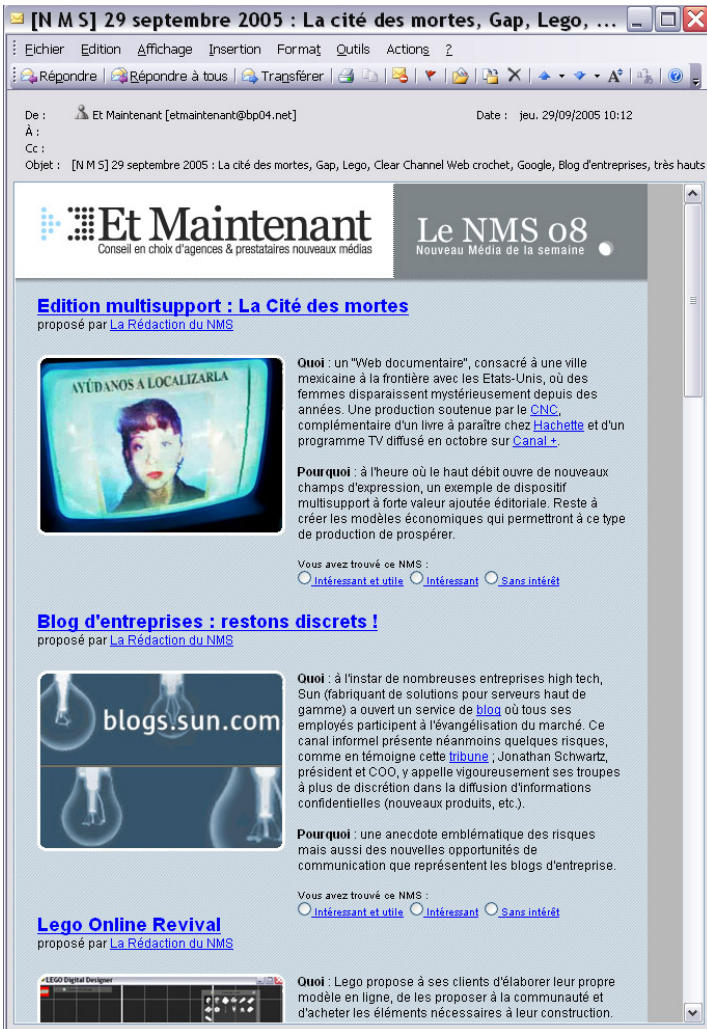 [N M S] 29 septembre 2005 : La cité des mortes, Gap, Lego, ...
Fichier Edition Affichage Insertion Format Outils Actions ?
Répondre Répondre à tous Transférer
De : Et Maintenant [etmaintenant@bp04.net] Date : jeu. 29/09/2005 10:12
À :
Cc :
Objet : [N M S] 29 septembre 2005 : La cité des mortes, Gap, Lego, Clear Channel Web crochet, Google, Blog d'entreprises, très hauts
Et Maintenant
Conseil en choix d'agences & prestataires nouveaux médias
Le NMS 08
Nouveau Média de la semaine
Edition multisupport : La Cité des mortes
proposé par La Rédaction du NMS
AYÚDANOS A LOCALIZARLA
Quoi : un "Web documentaire", consacré à une ville
mexicaine à la frontière avec les Etats-Unis, où des
femmes disparaissent mystérieusement depuis des
années. Une production soutenue par le CNC,
complémentaire d'un livre à paraître chez Hachette et d'un
programme TV diffusé en octobre sur Canal +.
Pourquoi : à l'heure où le haut débit ouvre de nouveaux
champs d'expression, un exemple de dispositif
multisupport à forte valeur ajoutée éditoriale. Reste à
créer les modèles économiques qui permettront à ce type
de production de prospérer.
Vous avez trouvé ce NMS :
Intéressant et utile Intéressant Sans intérêt
Blog d'entreprises : restons discrets !
proposé par La Rédaction du NMS
blogs.sun.com
Quoi : à l'instar de nombreuses entreprises high tech,
Sun (fabriquant de solutions pour serveurs haut de
gamme) a ouvert un service de blog où tous ses
employés participent à l'évangélisation du marché. Ce
canal informel présente néanmoins quelques risques,
comme en témoigne cette tribune ; Jonathan Schwartz,
président et COO, y appelle vigoureusement ses troupes
à plus de discrétion dans la diffusion d'informations
confidentielles (nouveaux produits, etc.).
Pourquoi : une anecdote emblématique des risques
mais aussi des nouvelles opportunités de
communication que représentent les blogs d'entreprise.
Vous avez trouvé ce NMS :
Intéressant et utile Intéressant Sans intérêt
Lego Online Revival
proposé par La Rédaction du NMS
LEGO Digital Designer
Quoi : Lego propose à ses clients d'élaborer leur propre
modèle en ligne, de les proposer à la communauté et
d'acheter les éléments nécessaires à leur construction.